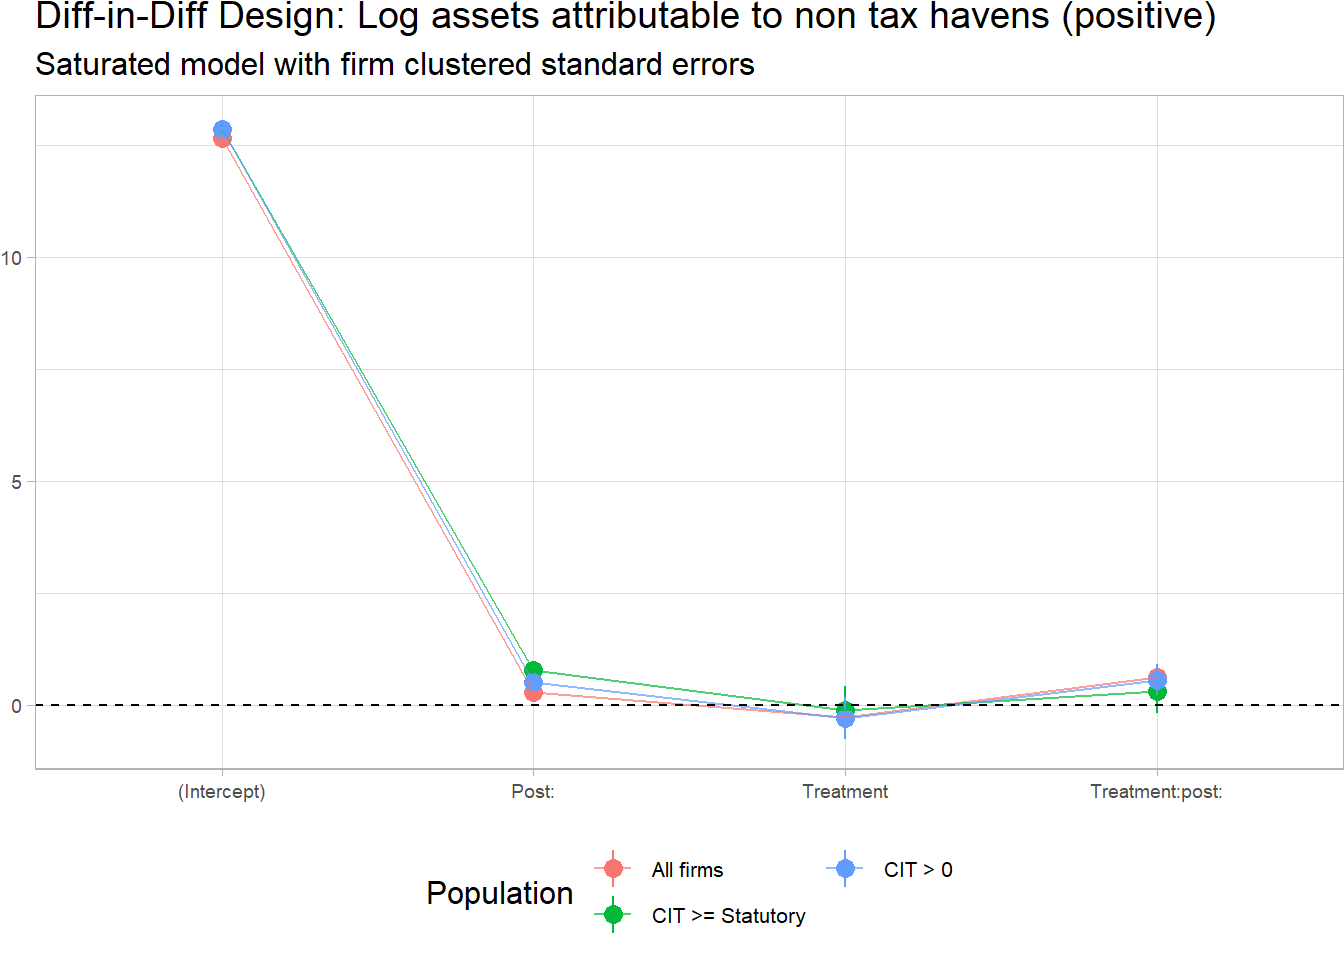 Diff-in-Diff Design: Log assets attributable to non tax havens (positive)
Saturated model with firm clustered standard errors
10
5
0
(Intercept) Post: Treatment Treatment:post:
Population
All firms CIT > 0
CIT >= Statutory